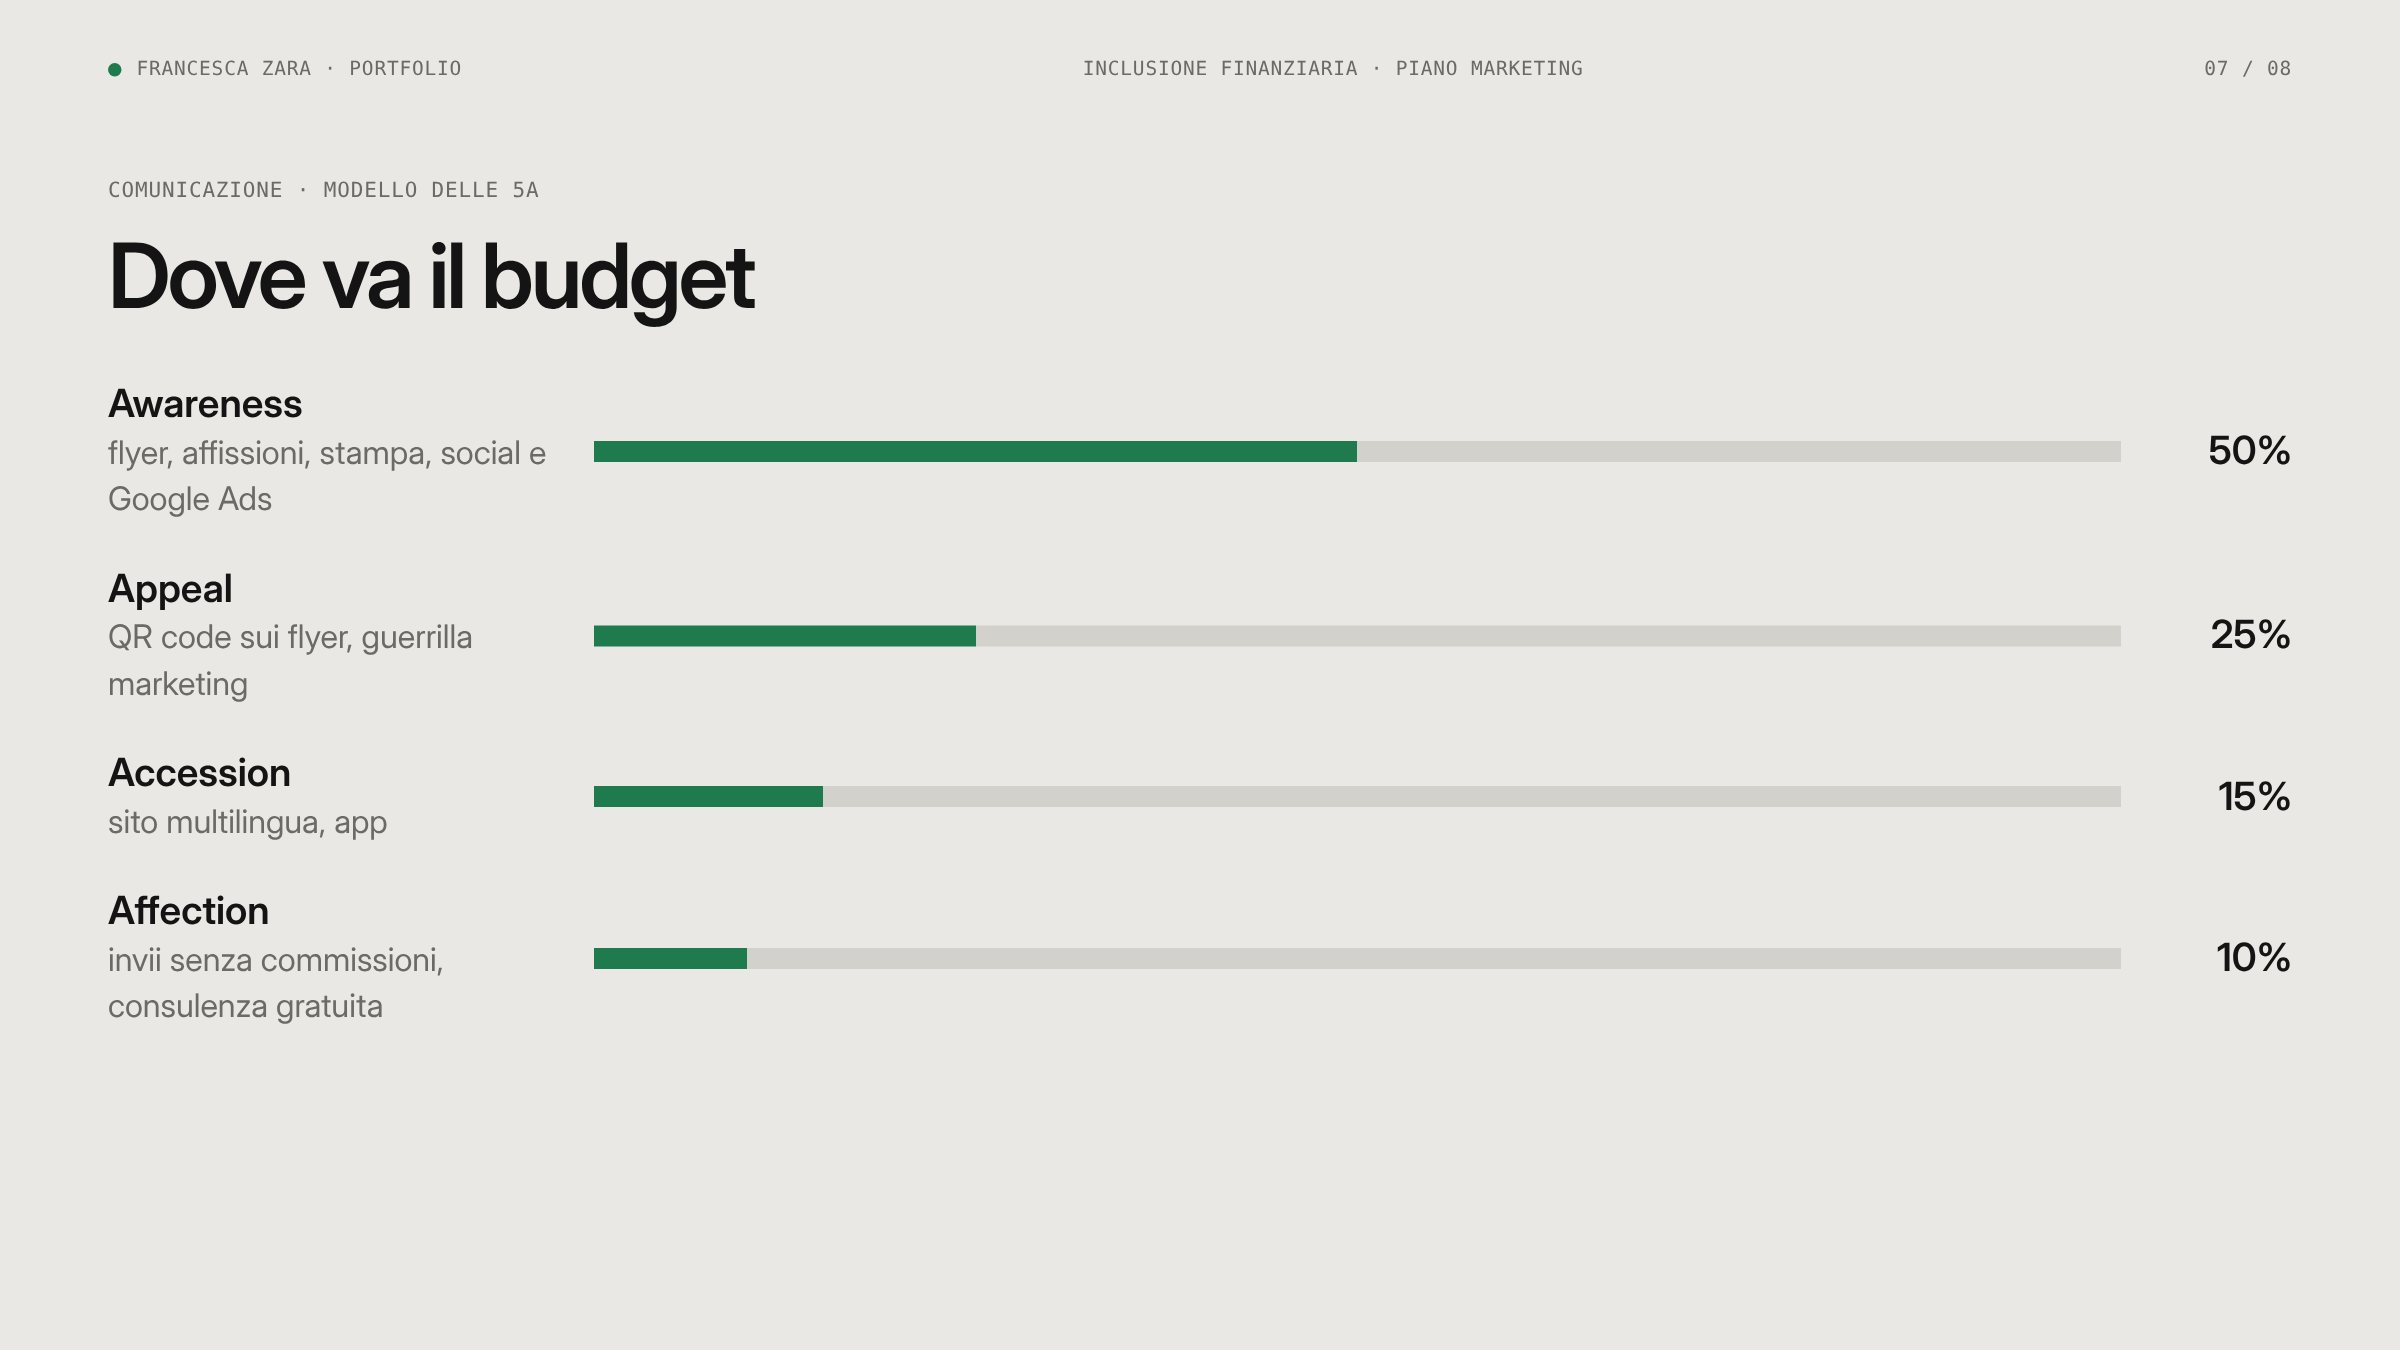 FRANCESCA ZARA · PORTFOLIO
INCLUSIONE FINANZIARIA · PIANO MARKETING
07 / 08
COMUNICAZIONE · MODELLO DELLE 5A
Dove va il budget
Awareness
flyer, affissioni, stampa, social e
Google Ads
50%
Appeal
QR code sui flyer, guerrilla
marketing
25%
Accession
sito multilingua, app
15%
Affection
invii senza commissioni,
consulenza gratuita
10%